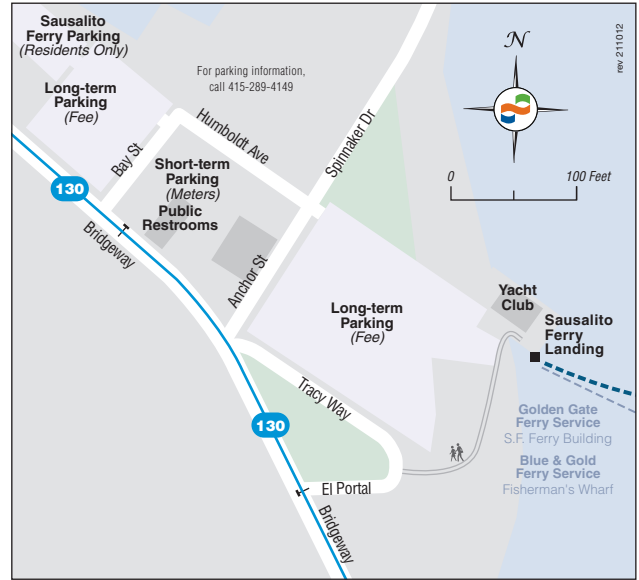 Sausalito
Ferry Parking
(Residents Only)
Long-term
Parking
(Fee)
For parking information,
call 415-289-4149
N
rev 211012
0 100 Feet
Humboldt Ave
Spinnaker Dr
Bay St
Short-term
Parking
(Meters)
Public
Restrooms
130
Bridgeway
Anchor St
Long-term
Parking
(Fee)
Yacht
Club
Sausalito
Ferry
Landing
Tracy Way
Golden Gate
Ferry Service
S.F. Ferry Building
Blue & Gold
Ferry Service
Fisherman's Wharf
130
El Portal
Bridgeway